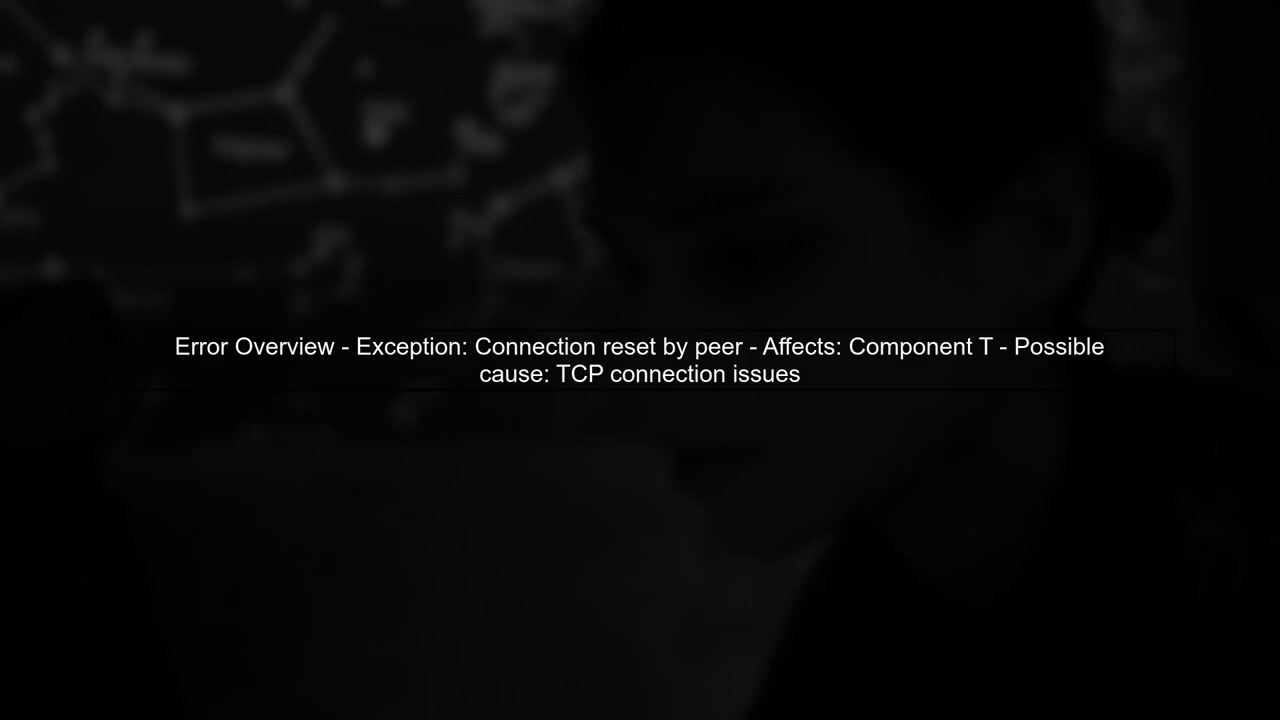 Error Overview - Exception: Connection reset by peer - Affects: Component T - Possible
cause: TCP connection issues